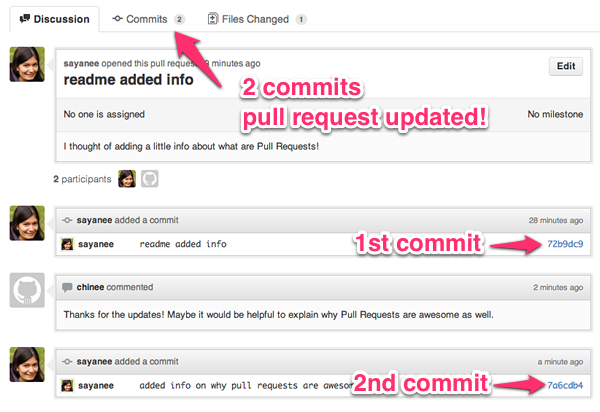 Discussion Commits 2 Files Changed 1
sayanee opened this pull request minutes ago
Edit
readme added info
2 commits
pull request updated!
No one is assigned No milestone
I thought of adding a little info about what are Pull Requests!
2 participants
sayanee added a commit 28 minutes ago
sayanee readme added info 1st commit 72b9dc9
chinee commented 2 minutes ago
Thanks for the updates! Maybe it would be helpful to explain why Pull Requests are awesome as well.
sayanee added a commit a minute ago
sayanee added info on why pull requests are awesom 2nd commit 7a6cdb4